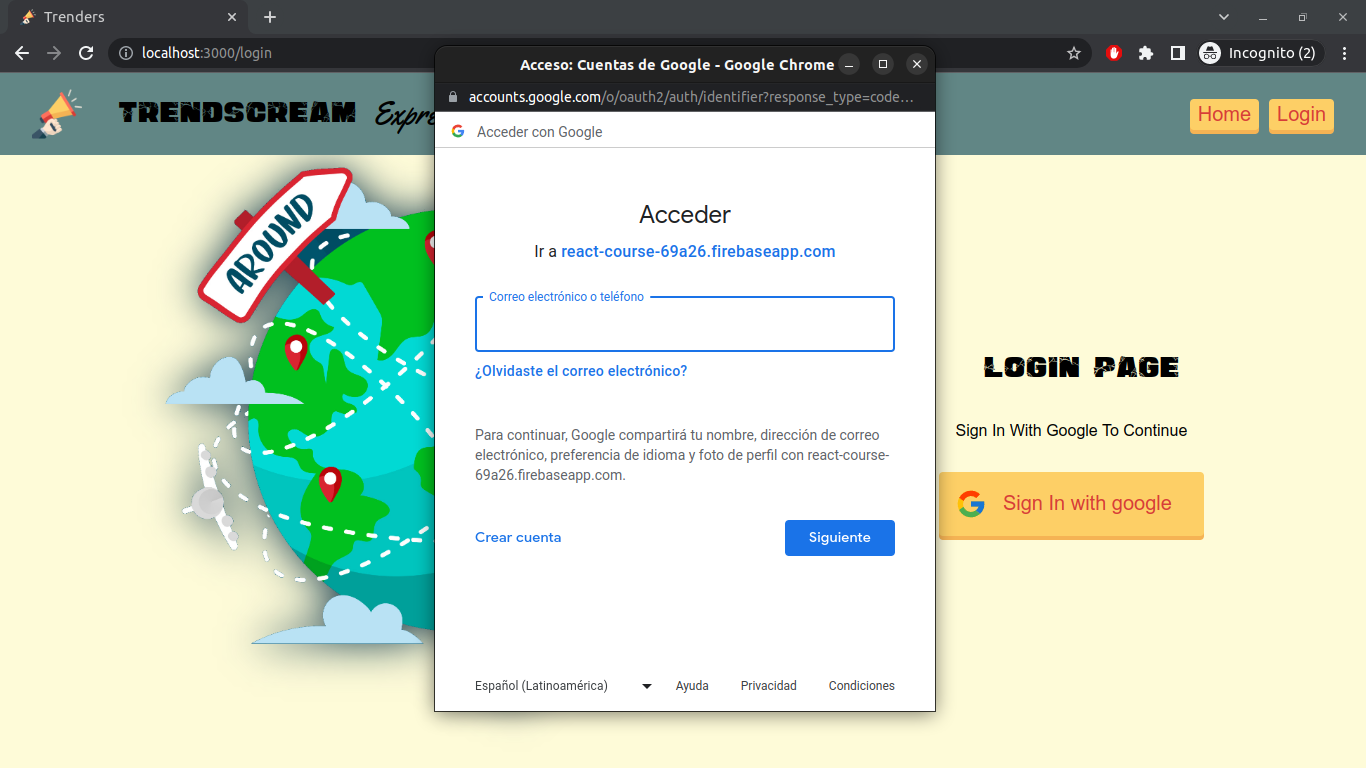 Trenders
localhost:3000/login
Incognito (2)
Acceso: Cuentas de Google - Google Chrome
accounts.google.com/o/oauth2/auth/identifier?response_type=code…
TRENDSCREAM
Expre
Home
Login
Acceder con Google
AROUND
Acceder
Ir a react-course-69a26.firebaseapp.com
Correo electrónico o teléfono
¿Olvidaste el correo electrónico?
Para continuar, Google compartirá tu nombre, dirección de correo
electrónico, preferencia de idioma y foto de perfil con react-course-
69a26.firebaseapp.com.
Crear cuenta
Siguiente
Español (Latinoamérica)
Ayuda
Privacidad
Condiciones
LOGIN PAGE
Sign In With Google To Continue
Sign In with google